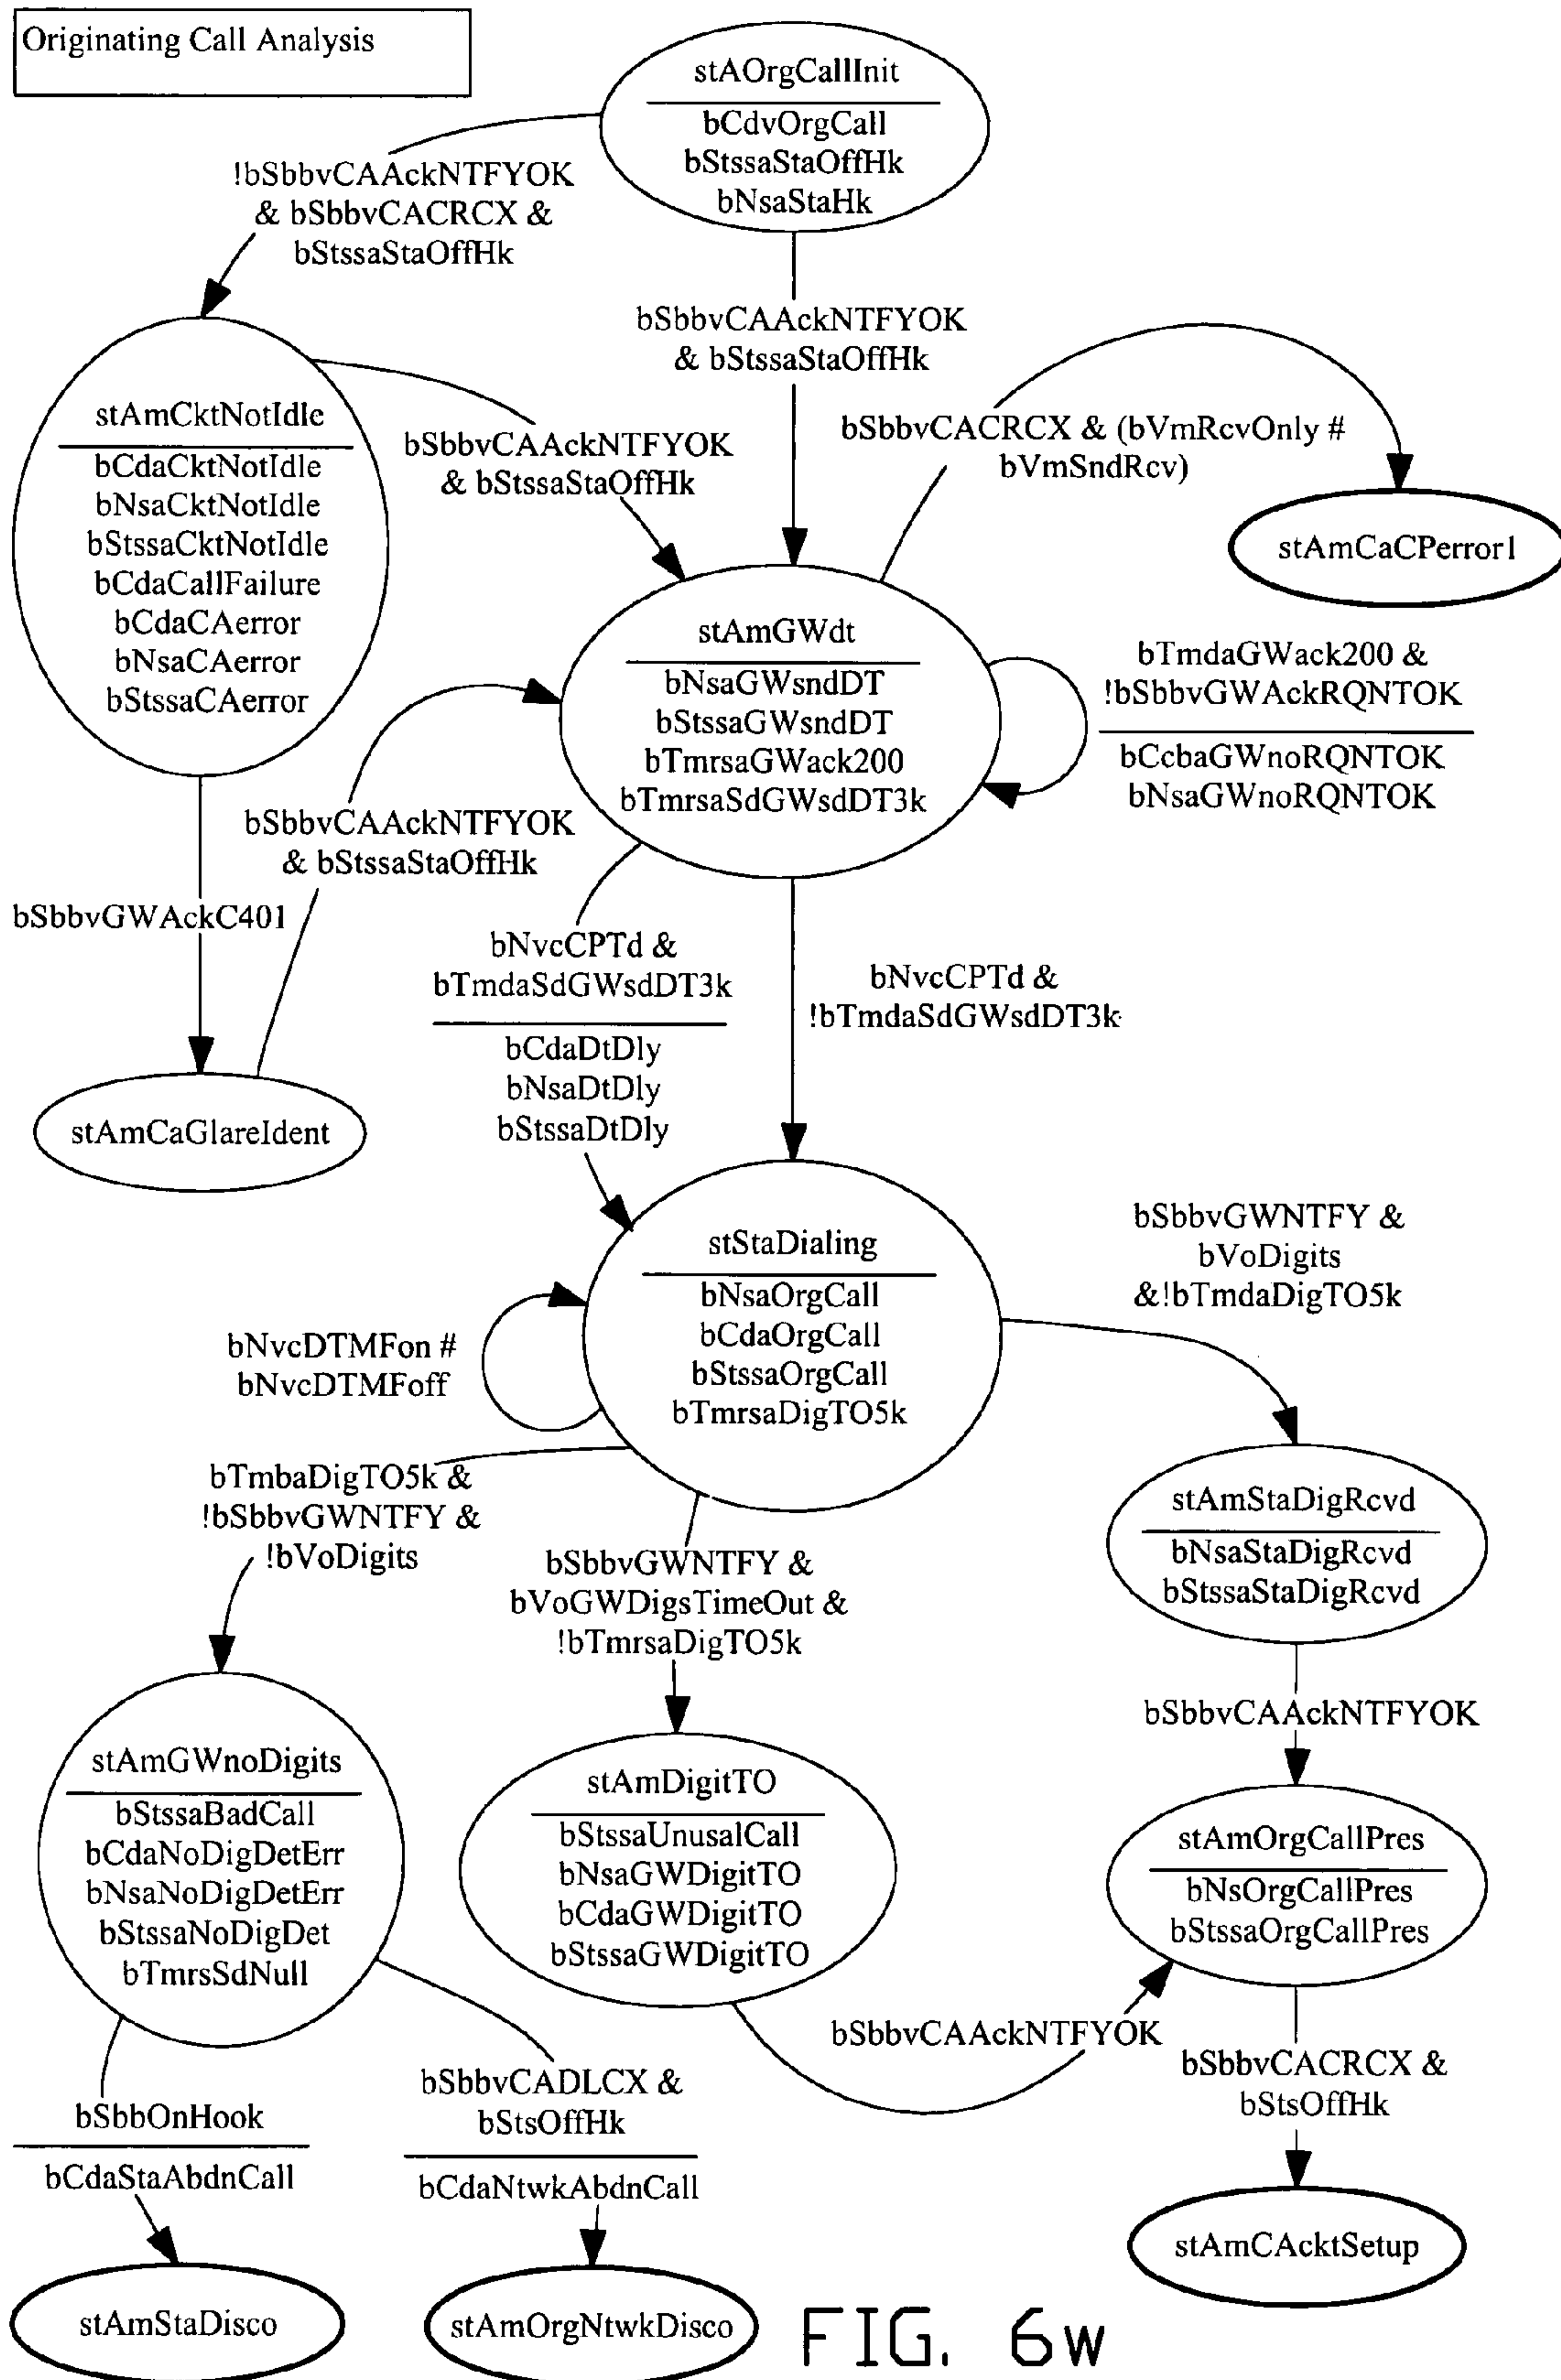 Originating Call Analysis
stAOrgCallInit
bCdvOrgCall
bStssaStaOffHk
bNsaStaHk
!bSbbvCAAckNTFYOK
& bSbbvCACRCX &
bStssaStaOffHk
bSbbvCAAckNTFYOK
& bStssaStaOffHk
stAmCktNotIdle
bCdaCktNotIdle
bNsaCktNotIdle
bStssaCktNotIdle
bCdaCallFailure
bCdaCAerror
bNsaCAerror
bStssaCAerror
bSbbvCAAckNTFYOK
& bStssaStaOffHk
bSbbvCACRCX & (bVmRcvOnly #
bVmSndRcv)
stAmCaCPerror1
stAmGWdt
bNsaGWsndDT
bStssaGWsndDT
bTmrsaGWack200
bTmrsaSdGWsdDT3k
bTmdaGWack200 &
!bSbbvGWAckRQNTOK
bCcbaGWnoRQNTOK
bNsaGWnoRQNTOK
bSbbvCAAckNTFYOK
& bStssaStaOffHk
bSbbvGWAckC401
bNvcCPTd &
bTmdaSdGWsdDT3k
bCdaDtDly
bNsaDtDly
bStssaDtDly
bNvcCPTd &
!bTmdaSdGWsdDT3k
stAmCaGlareIdent
stStaDialing
bNsaOrgCall
bCdaOrgCall
bStssaOrgCall
bTmrsaDigTO5k
bSbbvGWNTFY &
bVoDigits
&!bTmdaDigTO5k
bNvcDTMFon #
bNvcDTMFoff
bTmbaDigTO5k &
!bSbbvGWNTFY &
!bVoDigits
bSbbvGWNTFY &
bVoGWDigsTimeOut &
!bTmrsaDigTO5k
stAmStaDigRcvd
bNsaStaDigRcvd
bStssaStaDigRcvd
bSbbvCAAckNTFYOK
stAmGWnoDigits
bStssaBadCall
bCdaNoDigDetErr
bNsaNoDigDetErr
bStssaNoDigDet
bTmrsSdNull
stAmDigitTO
bStssaUnusalCall
bNsaGWDigitTO
bCdaGWDigitTO
bStssaGWDigitTO
stAmOrgCallPres
bNsOrgCallPres
bStssaOrgCallPres
bSbbvCAAckNTFYOK
bSbbOnHook
bCdaStaAbdnCall
bSbbvCADLCX &
bStsOffHk
bCdaNtwkAbdnCall
bSbbvCACRCX &
bStsOffHk
stAmCAcktSetup
stAmStaDisco
stAmOrgNtwkDisco
FIG. 6w